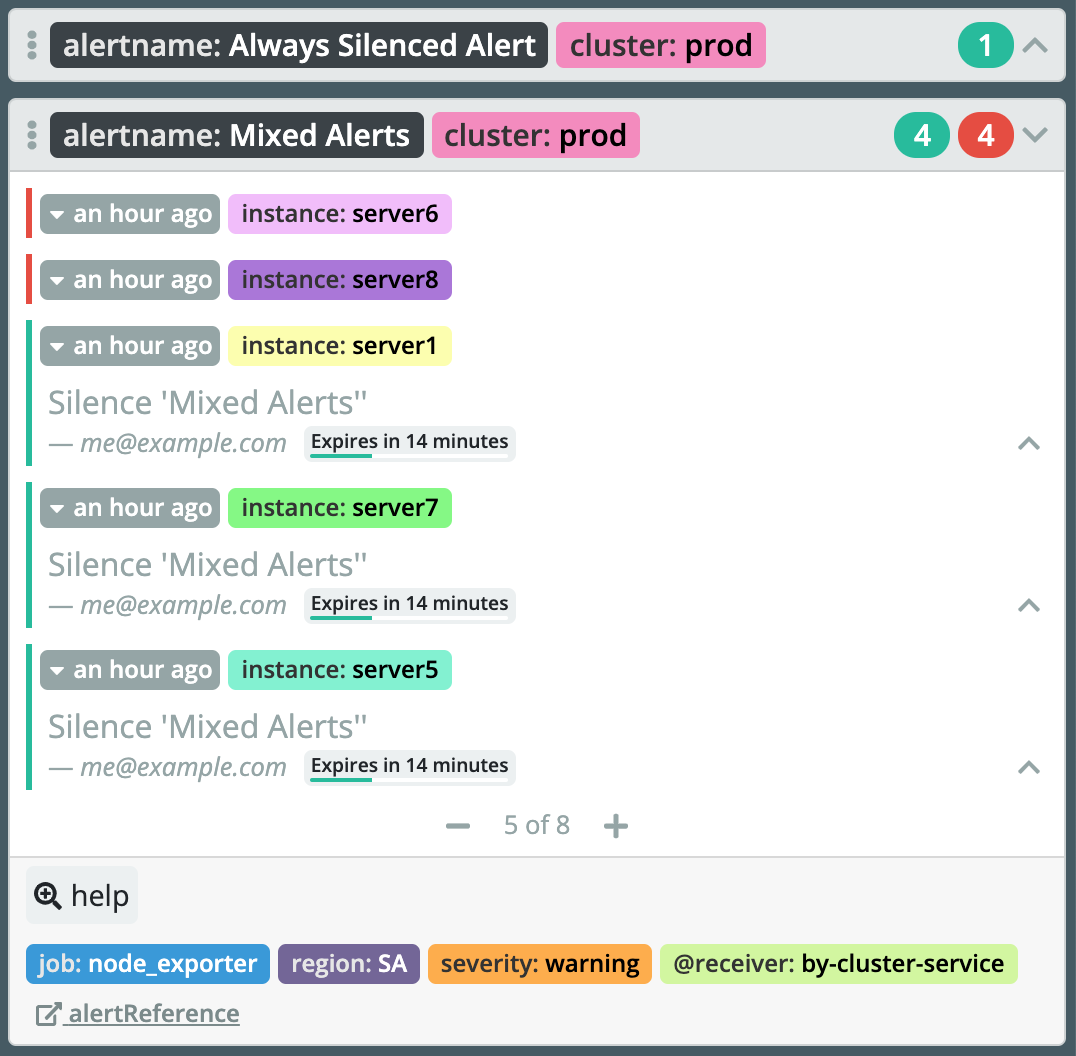 alertname: Always Silenced Alert cluster: prod 1
alertname: Mixed Alerts cluster: prod 4 4
an hour ago instance: server6
an hour ago instance: server8
an hour ago instance: server1
Silence 'Mixed Alerts''
— me@example.com Expires in 14 minutes
an hour ago instance: server7
Silence 'Mixed Alerts''
— me@example.com Expires in 14 minutes
an hour ago instance: server5
Silence 'Mixed Alerts''
— me@example.com Expires in 14 minutes
5 of 8
help
job: node_exporter region: SA severity: warning @receiver: by-cluster-service
alertReference